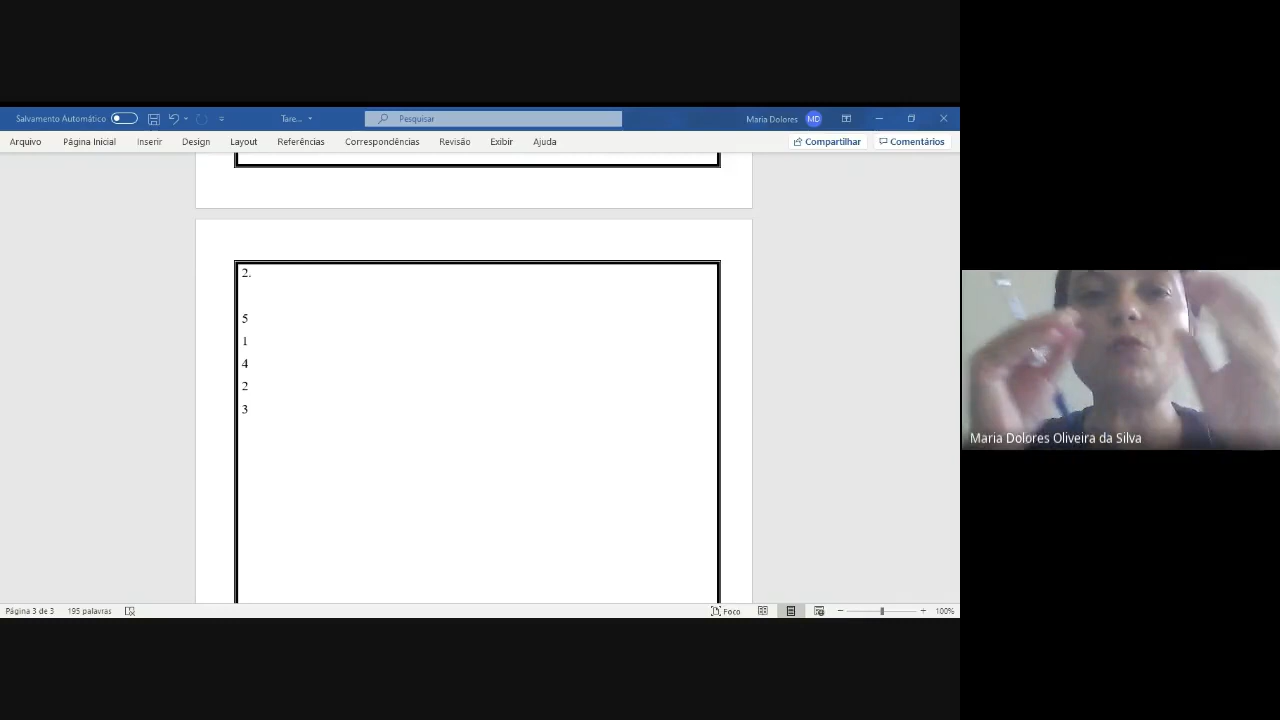 Salvamento Automático
Tare...
Pesquisar
Maria Dolores
MD
Arquivo
Página Inicial
Inserir
Design
Layout
Referências
Correspondências
Revisão
Exibir
Ajuda
Compartilhar
Comentários
2.
5
1
4
2
3
Maria Dolores Oliveira da Silva
Página 3 de 3
195 palavras
Foco
100%